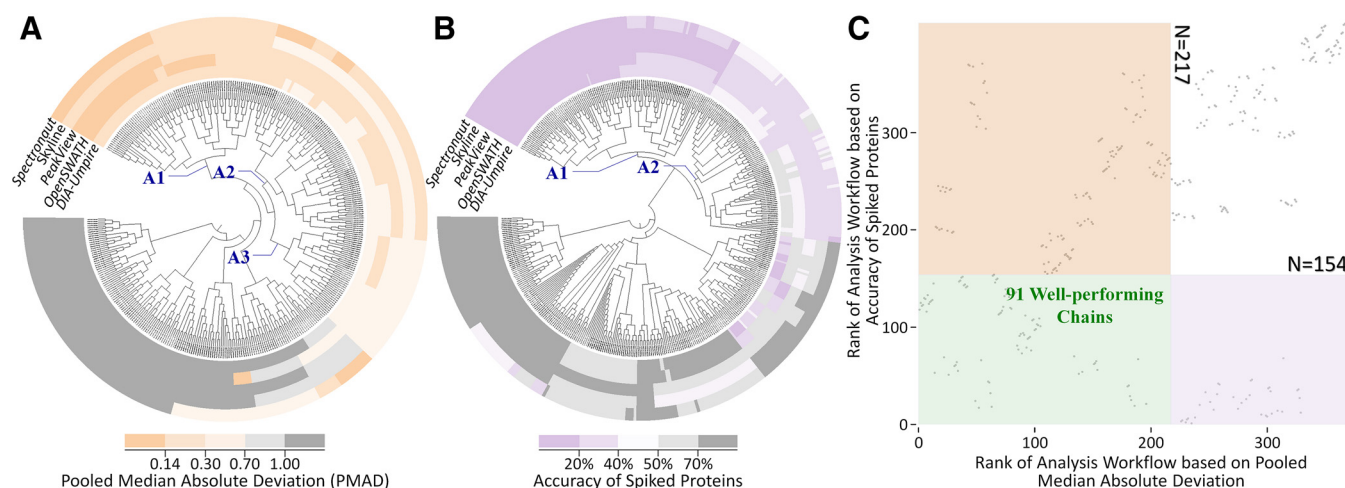 A
Spectronaut
Skyline
PeakView
OpenSWATH
DIA-Umpire
A1
A2
A3
0.14 0.30 0.70 1.00
Pooled Median Absolute Deviation (PMAD)
B
Spectronaut
Skyline
PeakView
OpenSWATH
DIA-Umpire
A1
A2
20% 40% 50% 70%
Accuracy of Spiked Proteins
C
Rank of Analysis Workflow based on
Accuracy of Spiked Proteins
300
200
100
0
N=217
N=154
91 Well-performing
Chains
0 100 200 300
Rank of Analysis Workflow based on Pooled
Median Absolute Deviation